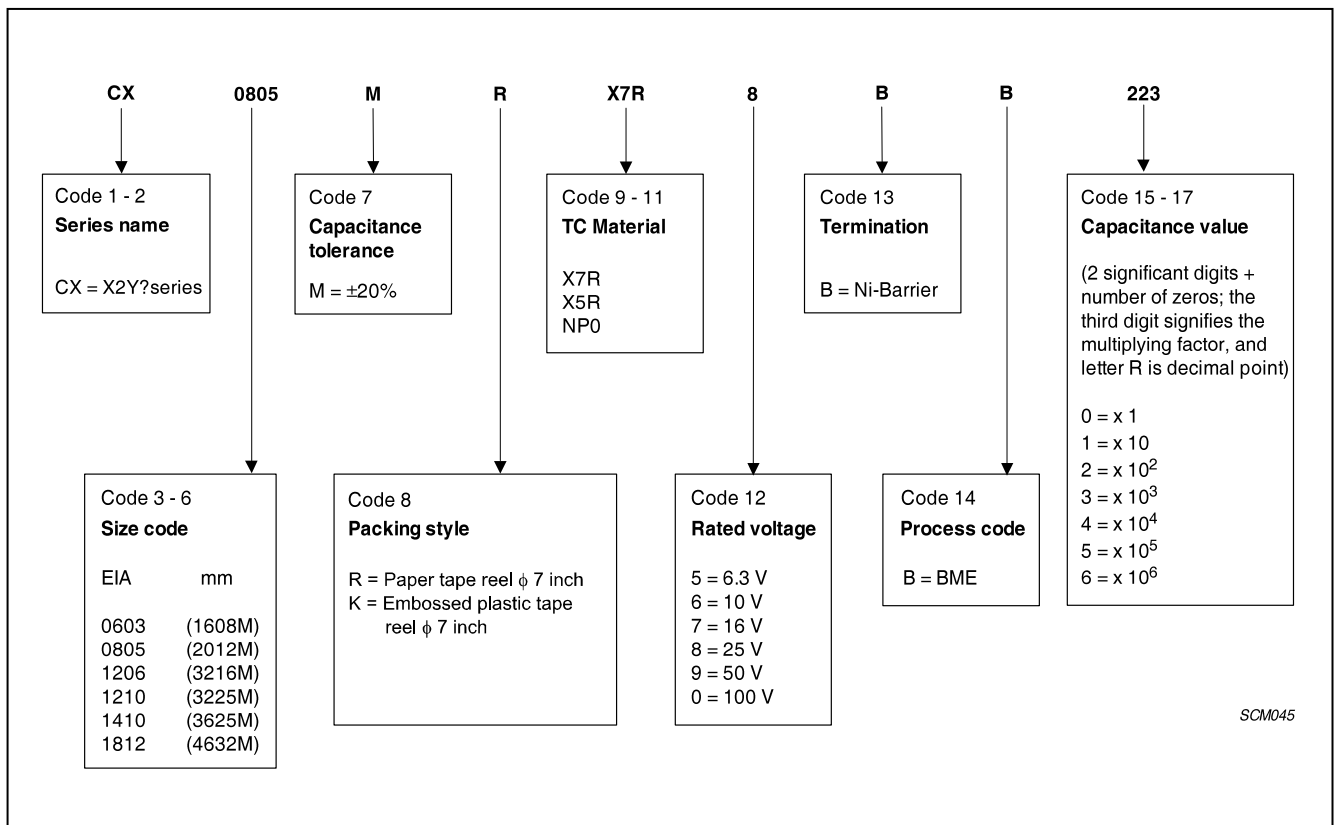 CX 0805 M R X7R 8 B B 223
Code 1 - 2
Series name
CX = X2Y?series
Code 7
Capacitance
tolerance
M = ±20%
Code 9 - 11
TC Material
X7R
X5R
NP0
Code 13
Termination
B = Ni-Barrier
Code 15 - 17
Capacitance value
(2 significant digits +
number of zeros; the
third digit signifies the
multiplying factor, and
letter R is decimal point)
0 = x 1
1 = x 10
2 = x 10²
3 = x 10³
4 = x 10⁴
5 = x 10⁵
6 = x 10⁶
Code 3 - 6
Size code
EIA mm
0603 (1608M)
0805 (2012M)
1206 (3216M)
1210 (3225M)
1410 (3625M)
1812 (4632M)
Code 8
Packing style
R = Paper tape reel ϕ 7 inch
K = Embossed plastic tape
reel ϕ 7 inch
Code 12
Rated voltage
5 = 6.3 V
6 = 10 V
7 = 16 V
8 = 25 V
9 = 50 V
0 = 100 V
Code 14
Process code
B = BME
SCM045